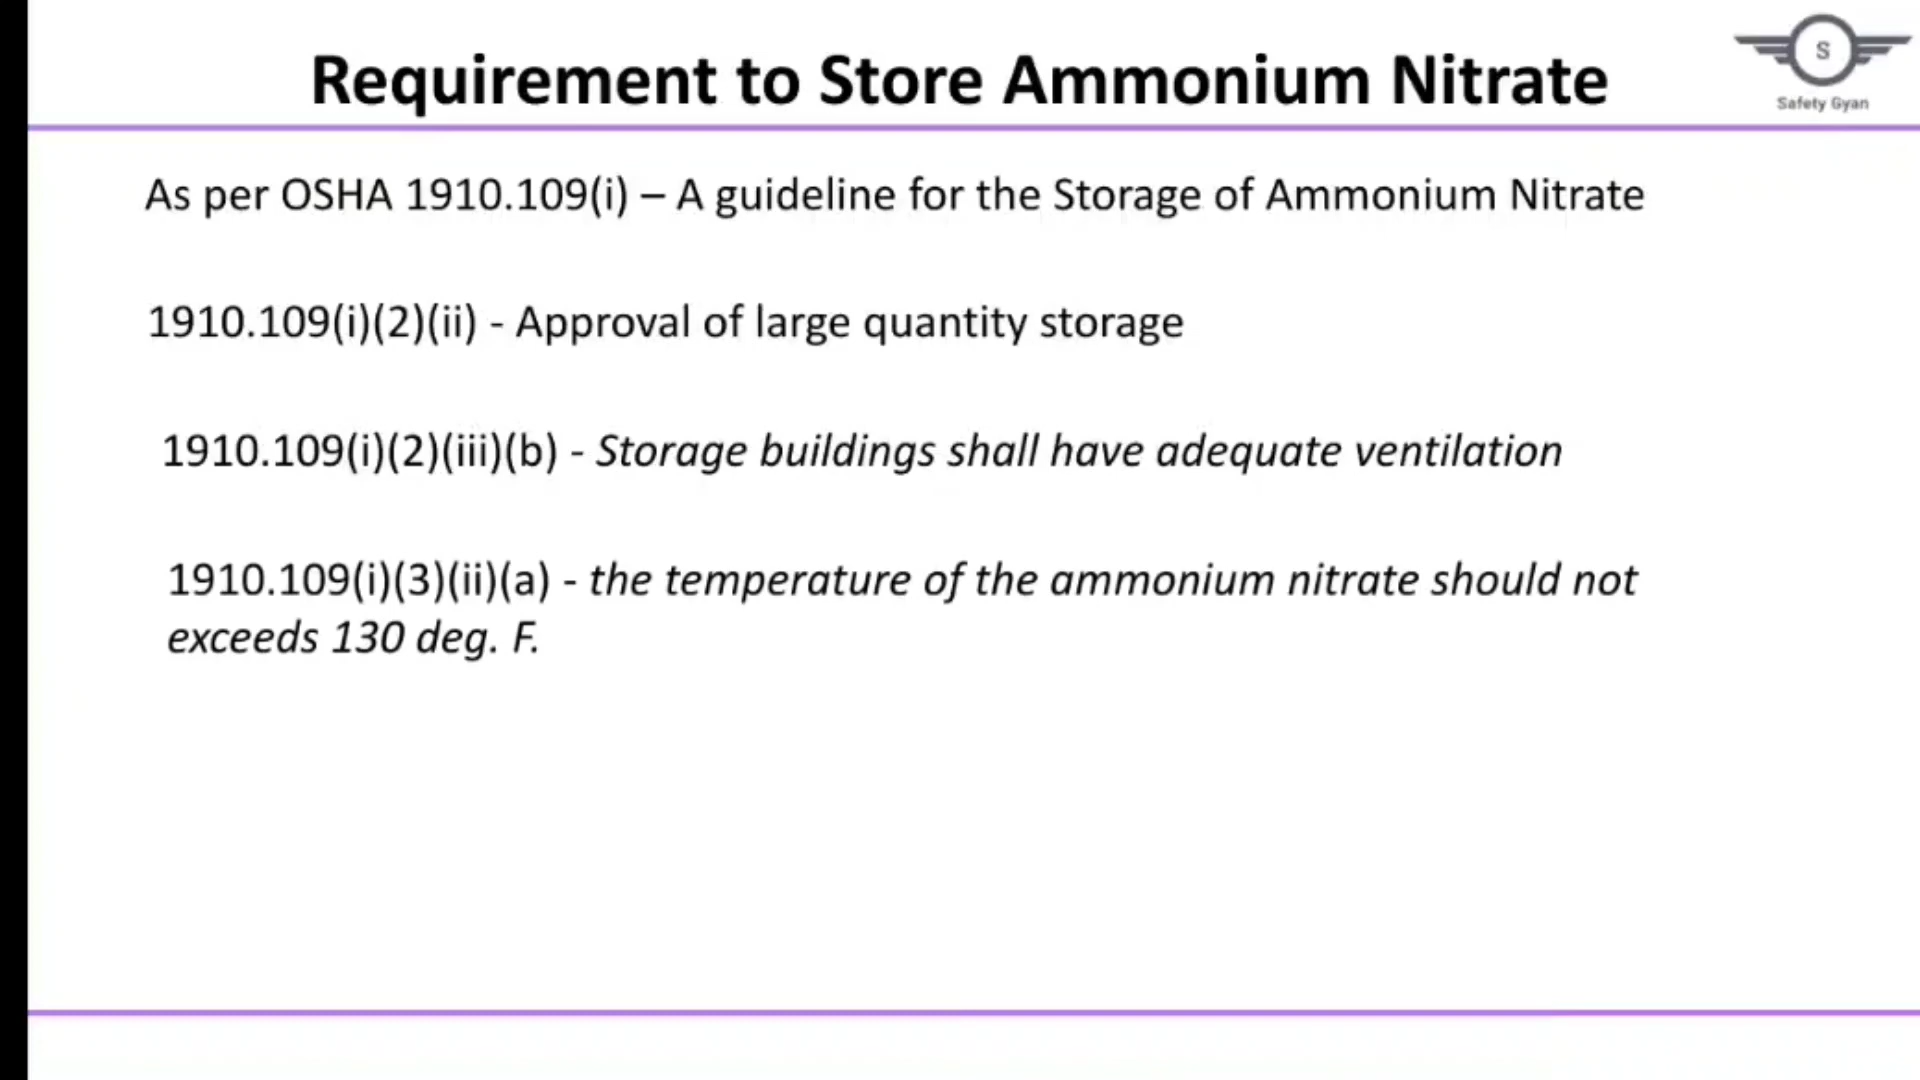 Requirement to Store Ammonium Nitrate
S
Safety Gyan
As per OSHA 1910.109(i) – A guideline for the Storage of Ammonium Nitrate
1910.109(i)(2)(ii) - Approval of large quantity storage
1910.109(i)(2)(iii)(b) - Storage buildings shall have adequate ventilation
1910.109(i)(3)(ii)(a) - the temperature of the ammonium nitrate should not
exceeds 130 deg. F.